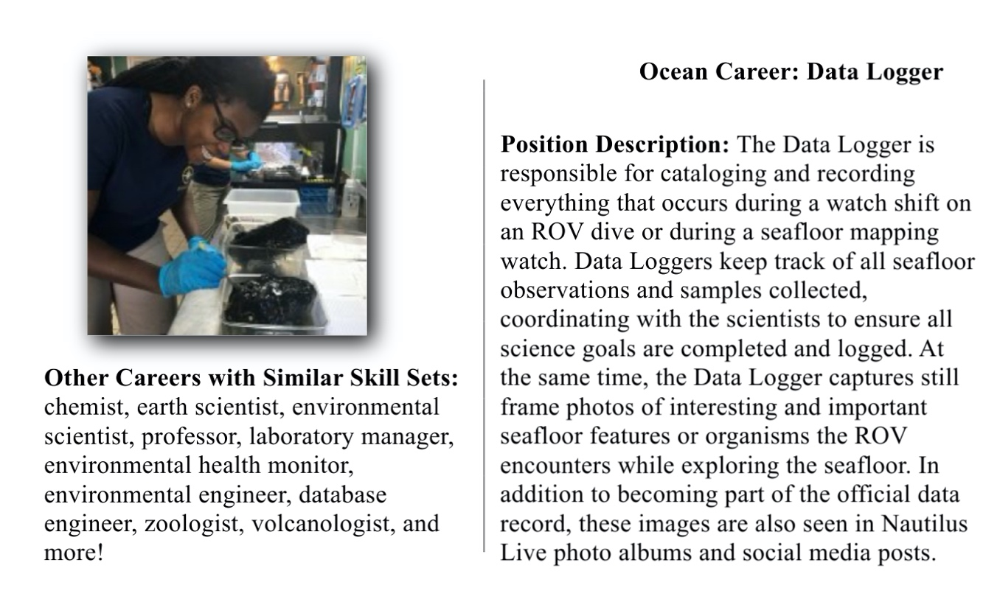 Ocean Career: Data Logger
Position Description: The Data Logger is
responsible for cataloging and recording
everything that occurs during a watch shift on
an ROV dive or during a seafloor mapping
watch. Data Loggers keep track of all seafloor
observations and samples collected,
coordinating with the scientists to ensure all
science goals are completed and logged. At
the same time, the Data Logger captures still
frame photos of interesting and important
seafloor features or organisms the ROV
encounters while exploring the seafloor. In
addition to becoming part of the official data
record, these images are also seen in Nautilus
Live photo albums and social media posts.
Other Careers with Similar Skill Sets:
chemist, earth scientist, environmental
scientist, professor, laboratory manager,
environmental health monitor,
environmental engineer, database
engineer, zoologist, volcanologist, and
more!